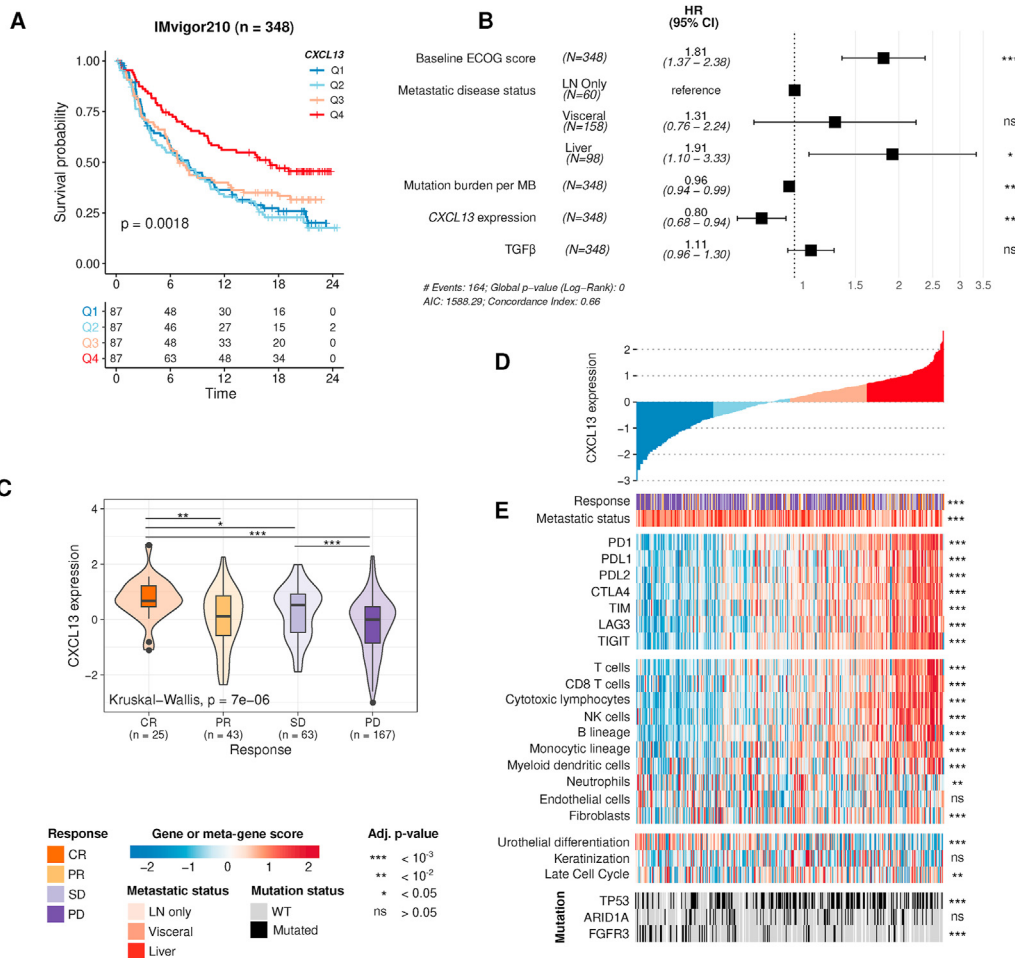 A
IMvigor210 (n = 348)
CXCL13
Q1
Q2
Q3
Q4
Survival probability
1.00
0.75
0.50
0.25
0.00
p = 0.0018
0 6 12 18 24
Q1 87 48 30 16 0
Q2 87 46 27 15 2
Q3 87 48 33 20 0
Q4 87 63 48 34 0
0 6 12 18 24
Time
B
HR
(95% CI)
Baseline ECOG score (N=348) 1.81 (1.37 − 2.38) ***
Metastatic disease status LN Only (N=60) reference
Visceral (N=158) 1.31 (0.76 − 2.24) ns
Liver (N=98) 1.91 (1.10 − 3.33) *
Mutation burden per MB (N=348) 0.96 (0.94 − 0.99) **
CXCL13 expression (N=348) 0.80 (0.68 − 0.94) **
TGFβ (N=348) 1.11 (0.96 − 1.30) ns
# Events: 164; Global p−value (Log−Rank): 0
AIC: 1588.29; Concordance Index: 0.66
1 1.5 2 2.5 3 3.5
C
CXCL13 expression
4
2
0
−2
**
*
***
***
Kruskal−Wallis, p = 7e−06
CR PR SD PD
(n = 25) (n = 43) (n = 63) (n = 167)
Response
D
CXCL13 expression
2
1
0
−1
−2
−3
E
Response ***
Metastatic status ***
PD1 ***
PDL1 ***
PDL2 ***
CTLA4 ***
TIM ***
LAG3 ***
TIGIT ***
T cells ***
CD8 T cells ***
Cytotoxic lymphocytes ***
NK cells ***
B lineage ***
Monocytic lineage ***
Myeloid dendritic cells ***
Neutrophils **
Endothelial cells ns
Fibroblasts ***
Urothelial differentiation ***
Keratinization ns
Late Cell Cycle **
Mutation
TP53 ***
ARID1A ns
FGFR3 ***
Response
CR
PR
SD
PD
Gene or meta-gene score
−2 −1 0 1 2
Metastatic status
LN only
Visceral
Liver
Mutation status
WT
Mutated
Adj. p-value
*** < 10⁻³
** < 10⁻²
* < 0.05
ns > 0.05